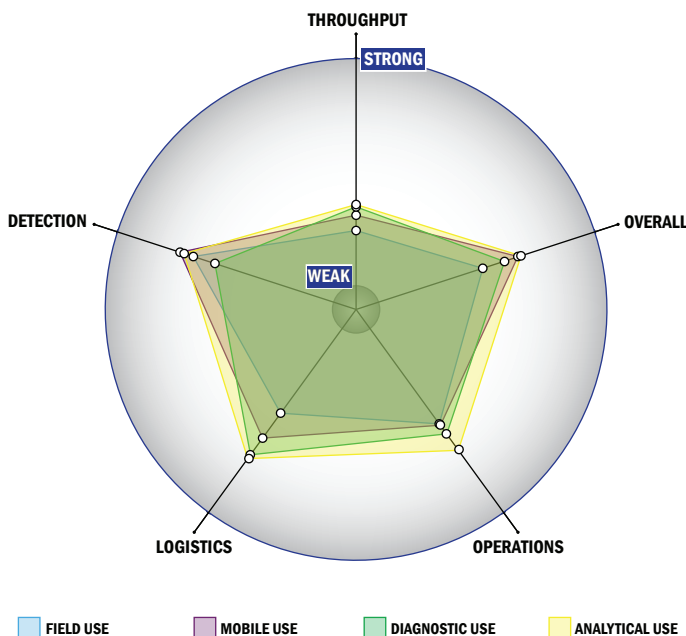 THROUGHPUT
STRONG
DETECTION
OVERALL
WEAK
LOGISTICS
OPERATIONS
FIELD USE
MOBILE USE
DIAGNOSTIC USE
ANALYTICAL USE